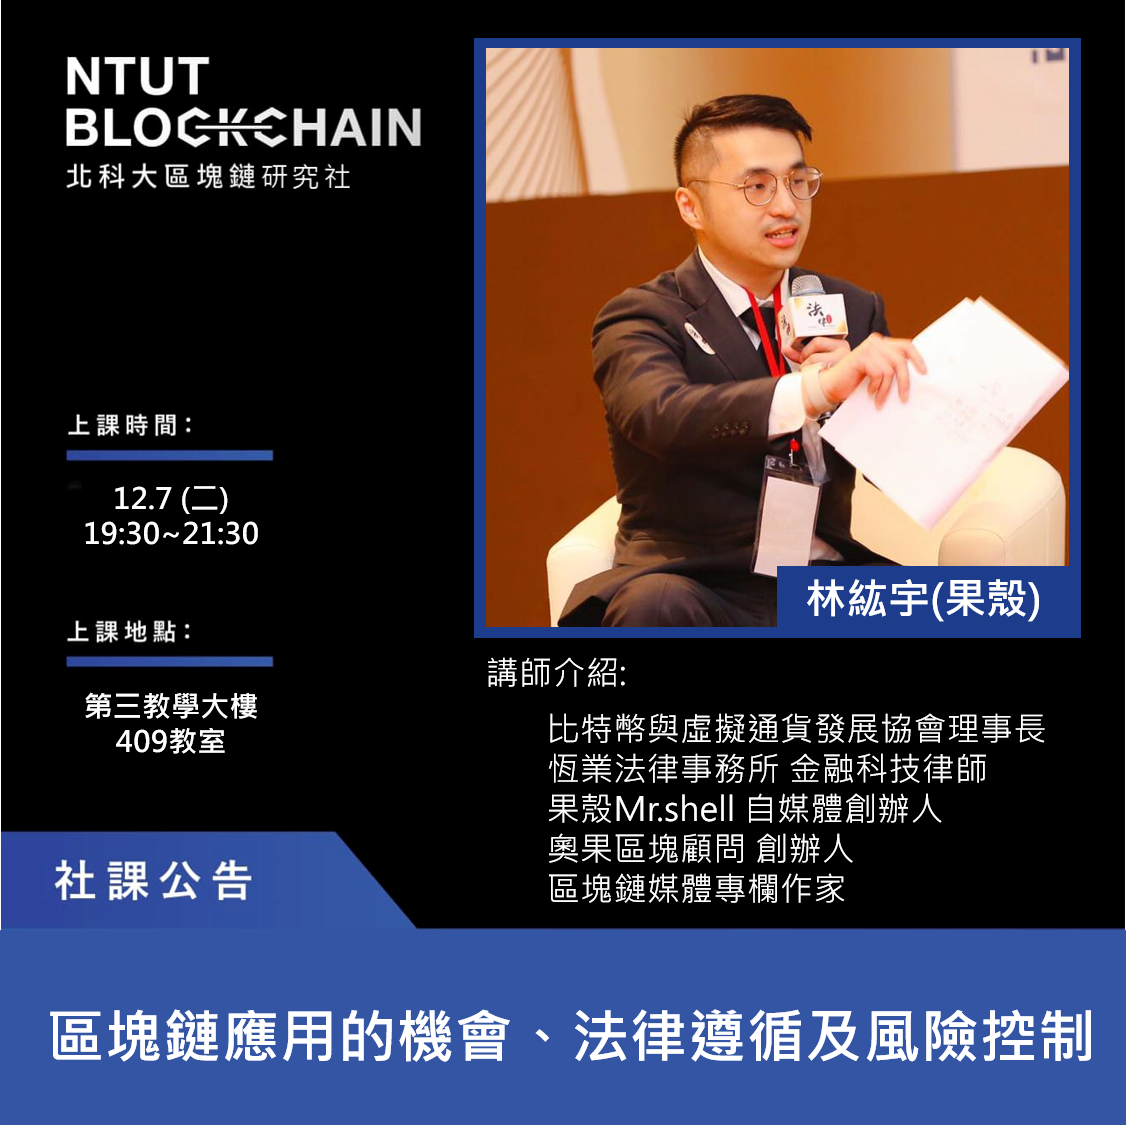 NTUT
BLOCKCHAIN
北科大區塊鏈研究社
上課時間：
12.7 (二)
19:30~21:30
上課地點：
第三教學大樓
409教室
法律
林紘宇(果殼)
講師介紹:
比特幣與虛擬通貨發展協會理事長
恆業法律事務所 金融科技律師
果殼Mr.shell 自媒體創辦人
奧果區塊顧問 創辦人
區塊鏈媒體專欄作家
社課公告
區塊鏈應用的機會、法律遵循及風險控制